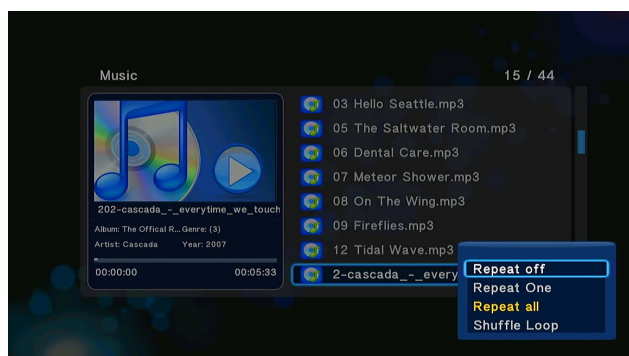 Music
15 / 44
03 Hello Seattle.mp3
05 The Saltwater Room.mp3
06 Dental Care.mp3
07 Meteor Shower.mp3
08 On The Wing.mp3
09 Fireflies.mp3
12 Tidal Wave.mp3
2-cascada_-_every
202-cascada_-_everytime_we_touch
Album: The Offical R... Genre: (3)
Artist: Cascada Year: 2007
00:00:00 00:05:33
Repeat off
Repeat One
Repeat all
Shuffle Loop